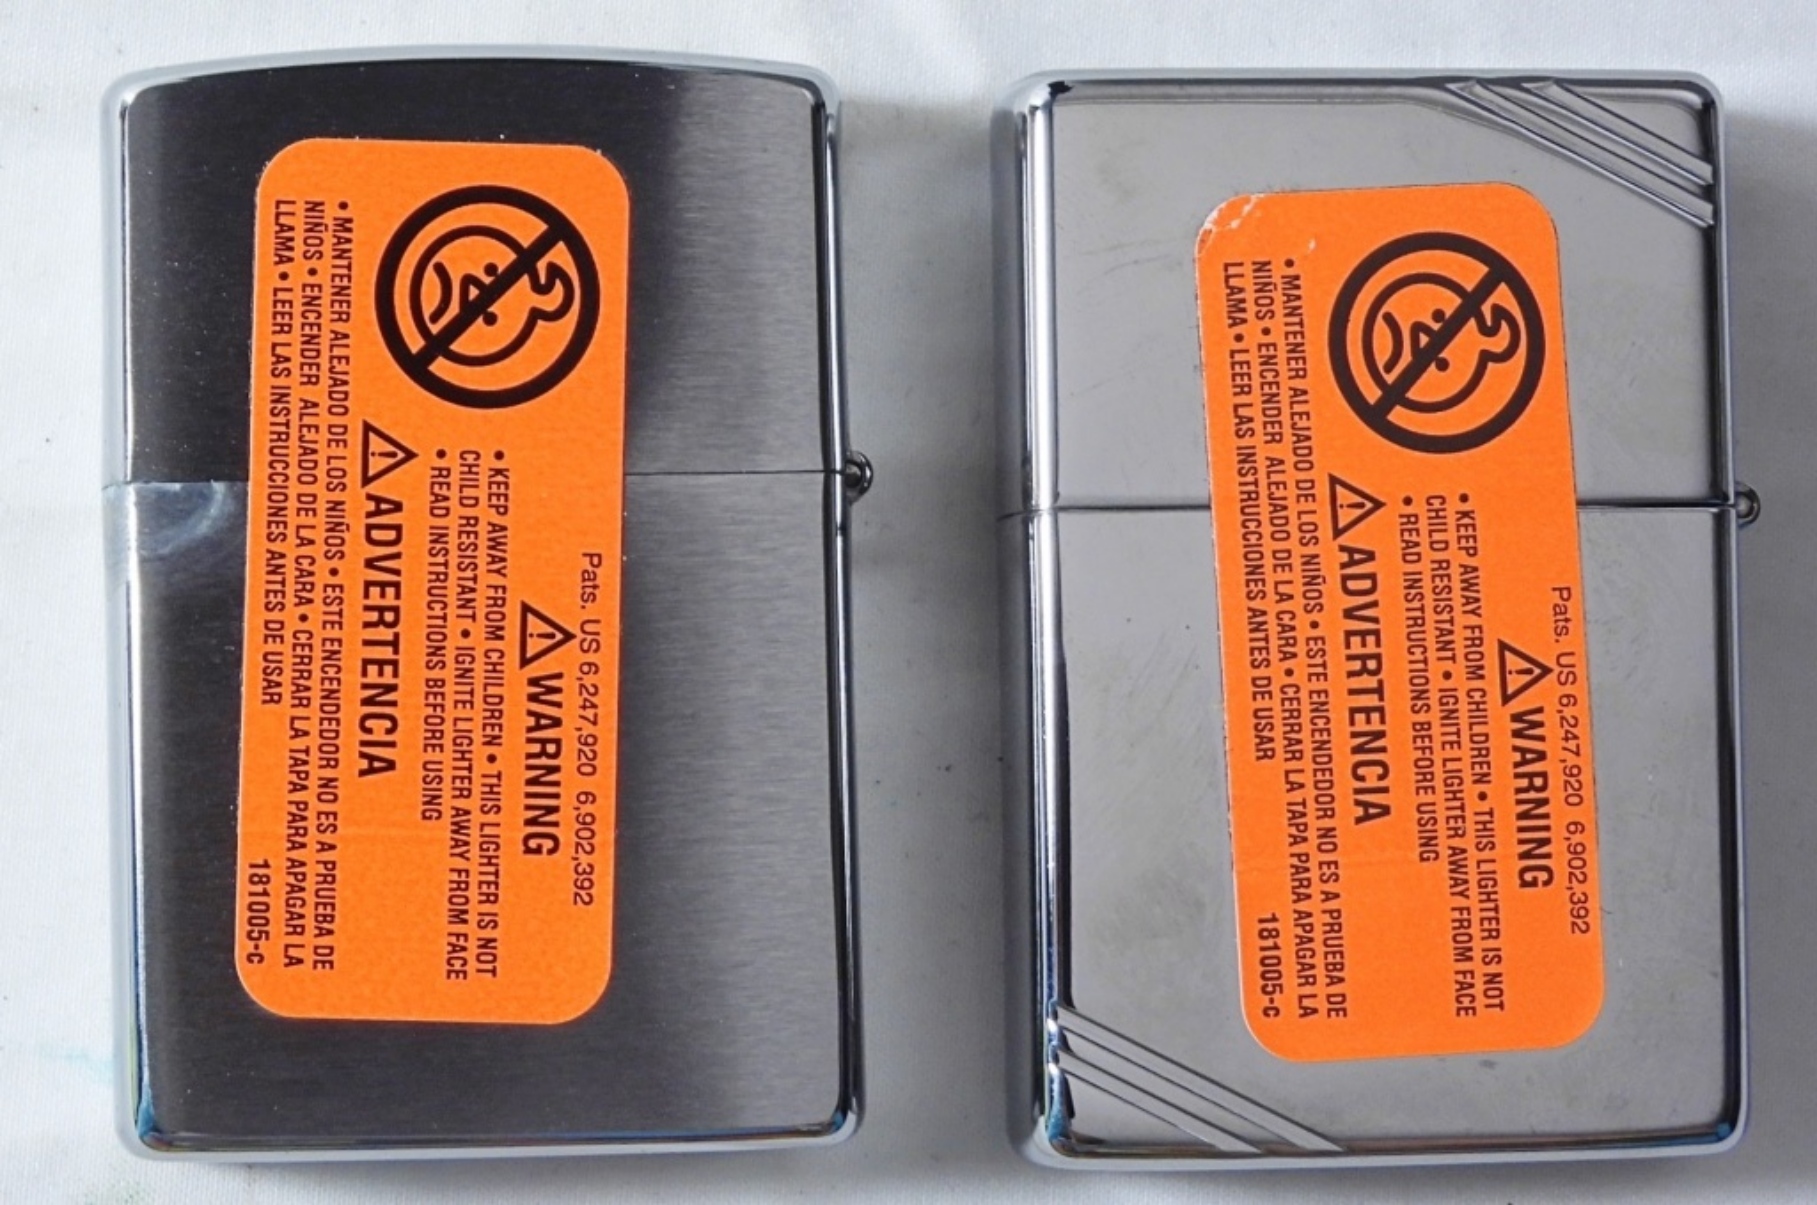 Pats. US 6,247,920 6,902,392
WARNING
• KEEP AWAY FROM CHILDREN • THIS LIGHTER IS NOT
CHILD RESISTANT • IGNITE LIGHTER AWAY FROM FACE
• READ INSTRUCTIONS BEFORE USING
ADVERTENCIA
• MANTENER ALEJADO DE LOS NIÑOS • ESTE ENCENDEDOR NO ES A PRUEBA DE
NIÑOS • ENCENDER ALEJADO DE LA CARA • CERRAR LA TAPA PARA APAGAR LA
LLAMA • LEER LAS INSTRUCCIONES ANTES DE USAR
181005-c
Pats. US 6,247,920 6,902,392
WARNING
• KEEP AWAY FROM CHILDREN • THIS LIGHTER IS NOT
CHILD RESISTANT • IGNITE LIGHTER AWAY FROM FACE
• READ INSTRUCTIONS BEFORE USING
ADVERTENCIA
• MANTENER ALEJADO DE LOS NIÑOS • ESTE ENCENDEDOR NO ES A PRUEBA DE
NIÑOS • ENCENDER ALEJADO DE LA CARA • CERRAR LA TAPA PARA APAGAR LA
LLAMA • LEER LAS INSTRUCCIONES ANTES DE USAR
181005-c